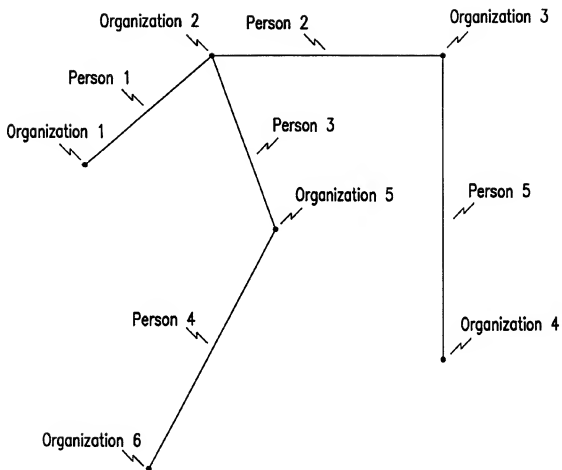 Organization 2
Person 2
Organization 3
Person 1
Organization 1
Person 3
Organization 5
Person 5
Person 4
Organization 4
Organization 6